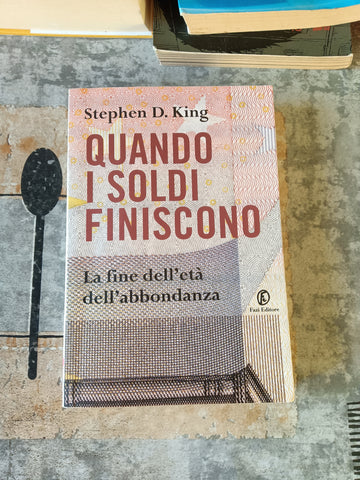 Stephen D. King
QUANDO
I SOLDI
FINISCONO
La fine dell'età
dell'abbondanza
Fazi Editore